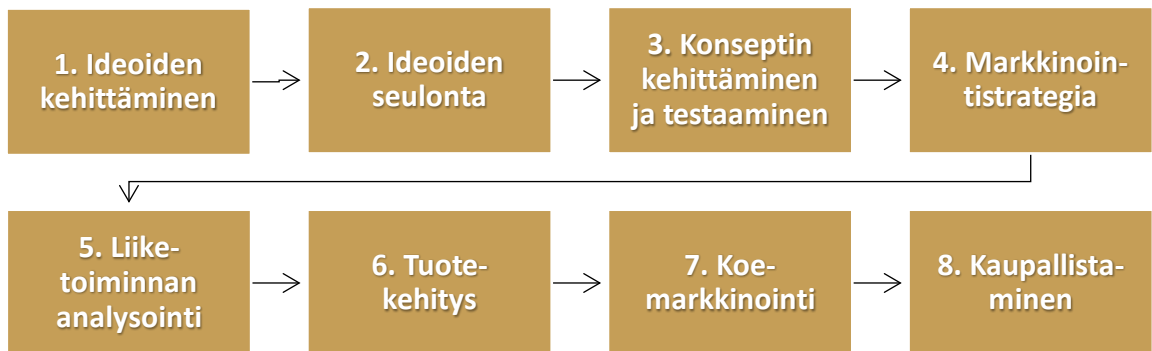 1. Ideoiden
kehittäminen
2. Ideoiden
seulonta
3. Konseptin
kehittäminen
ja testaaminen
4. Markkinoin-
tistrategia
5. Liike-
toiminnan
analysointi
6. Tuote-
kehitys
7. Koe-
markkinointi
8. Kaupallista-
minen